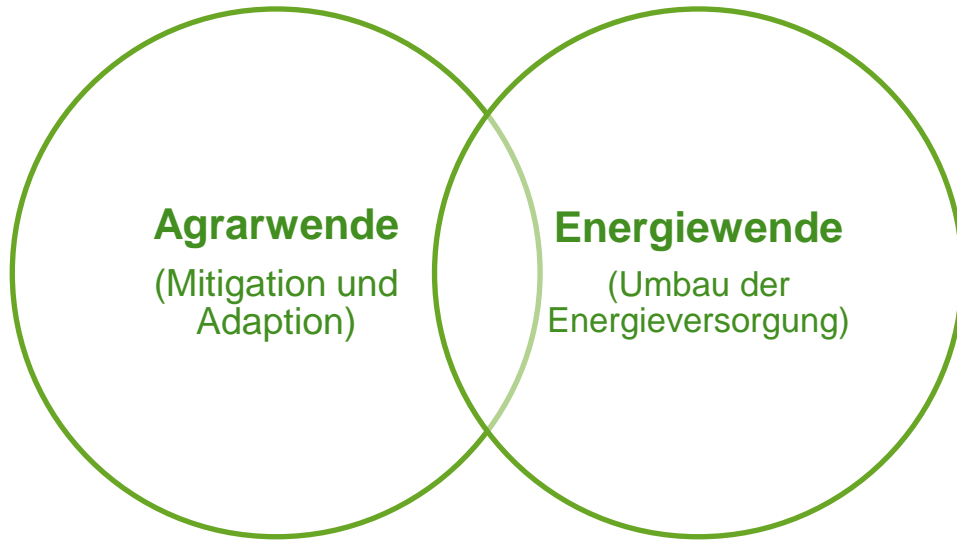 Agrarwende
(Mitigation und
Adaption)
Energiewende
(Umbau der
Energieversorgung)